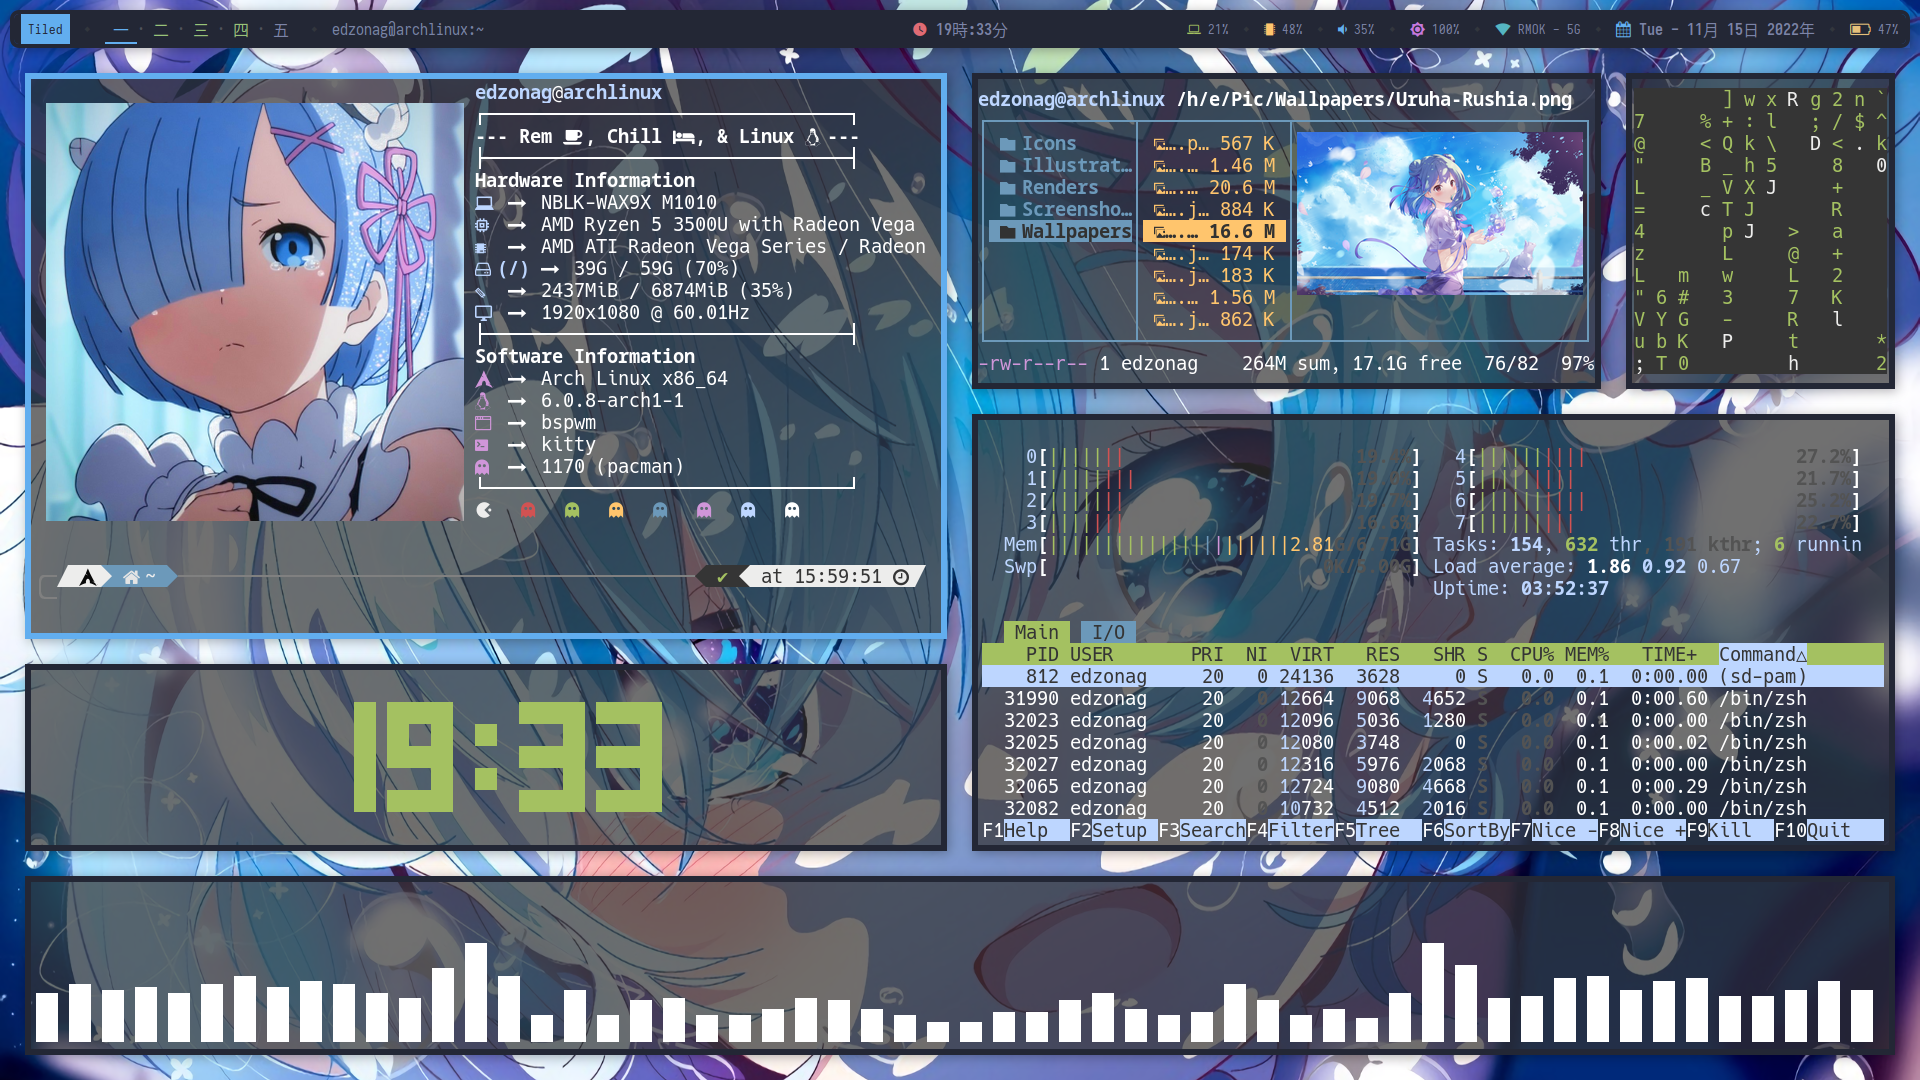 Tiled 一 二 三 四 五 edzonag@archlinux:~ 19時:33分 21% 48% 35% 100% RMOK - 5G Tue - 11月 15日 2022年 47%
edzonag@archlinux
--- Rem , Chill , & Linux ---
Hardware Information
→ NBLK-WAX9X M1010
→ AMD Ryzen 5 3500U with Radeon Vega
→ AMD ATI Radeon Vega Series / Radeon
(/) → 39G / 59G (70%)
→ 2437MiB / 6874MiB (35%)
→ 1920x1080 @ 60.01Hz
Software Information
→ Arch Linux x86_64
→ 6.0.8-arch1-1
→ bspwm
→ kitty
→ 1170 (pacman)
~ ✔ at 15:59:51
19:33
edzonag@archlinux /h/e/Pic/Wallpapers/Uruha-Rushia.png
Icons
Illustrat…
Renders
Screensho…
Wallpapers
….p… 567 K
…… 1.46 M
…… 20.6 M
….j… 884 K
…… 16.6 M
….j… 174 K
….j… 183 K
…… 1.56 M
….j… 862 K
-rw-r--r-- 1 edzonag 264M sum, 17.1G free 76/82 97%
] w x R g 2 n `
7 % + : l ; / $ ^
@ < Q k \ D < . k
" B _ h 5 8 0
L _ V X J +
= c T J R
4 p J > a
z L @ +
L m w L 2
" 6 # 3 7 K
V Y G - R l
u b K P t *
; T 0 h 2
0[ ] 4[ 27.2%]
1[ ] 5[ 21.7%]
2[ ] 6[ 25.2%]
3[ ] 7[ ]
Mem[ 2.81 ] Tasks: 154, 632 thr, kthr; 6 runnin
Swp[ ] Load average: 1.86 0.92 0.67
Uptime: 03:52:37
Main I/O
PID USER PRI NI VIRT RES SHR S CPU% MEM% TIME+ Command△
812 edzonag 20 0 24136 3628 0 S 0.0 0.1 0:00.00 (sd-pam)
31990 edzonag 20 0 12664 9068 4652 S 0.0 0.1 0:00.60 /bin/zsh
32023 edzonag 20 0 12096 5036 1280 S 0.0 0.1 0:00.00 /bin/zsh
32025 edzonag 20 0 12080 3748 0 S 0.0 0.1 0:00.02 /bin/zsh
32027 edzonag 20 0 12316 5976 2068 S 0.0 0.1 0:00.00 /bin/zsh
32065 edzonag 20 0 12724 9080 4668 S 0.0 0.1 0:00.29 /bin/zsh
32082 edzonag 20 0 10732 4512 2016 S 0.0 0.1 0:00.00 /bin/zsh
F1Help F2Setup F3SearchF4FilterF5Tree F6SortByF7Nice -F8Nice +F9Kill F10Quit